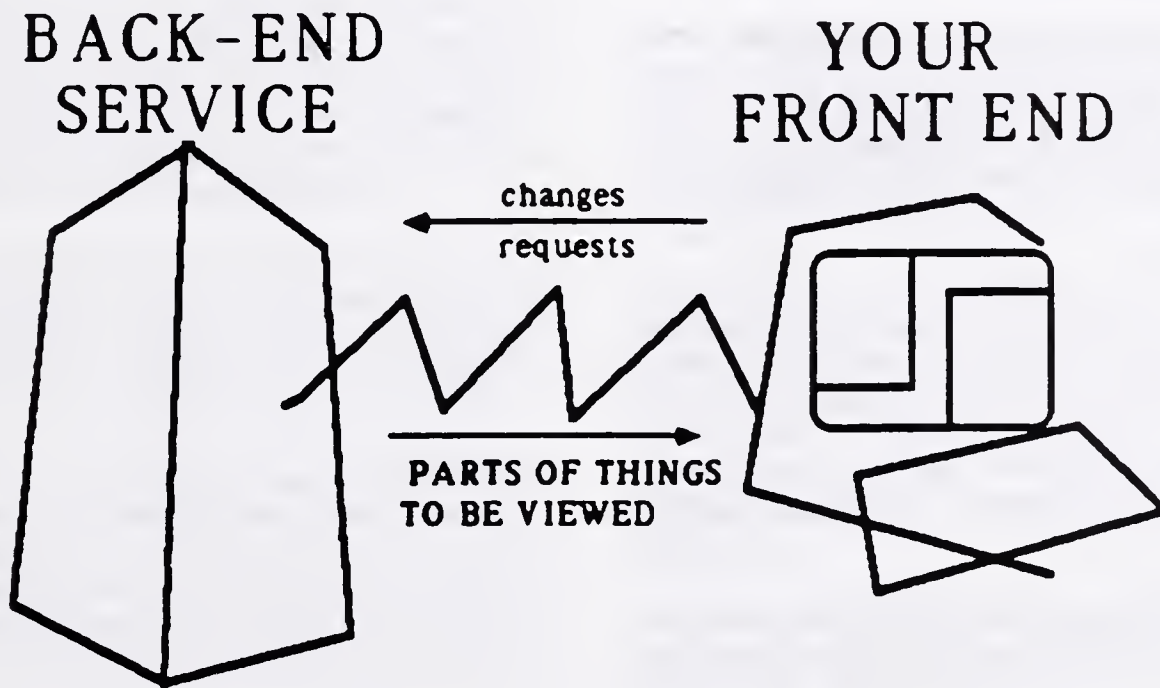 BACK-END
SERVICE
YOUR
FRONT END
changes
requests
PARTS OF THINGS
TO BE VIEWED